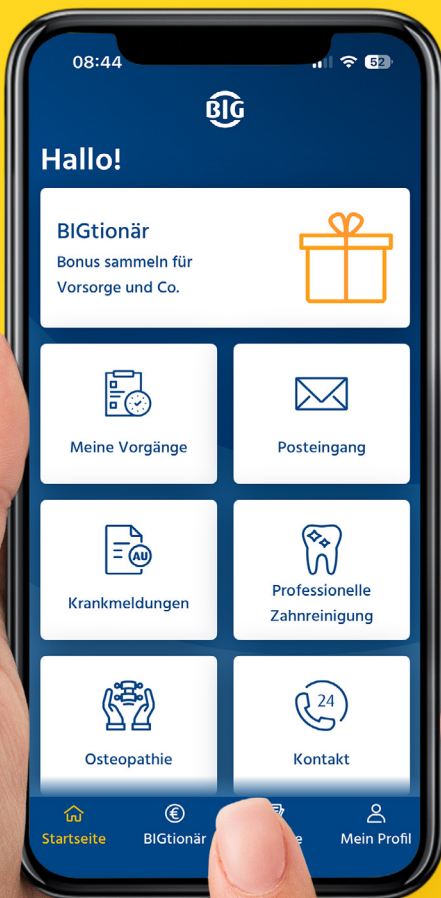 08:44
52
BIG
Hallo!
BIGtionär
Bonus sammeln für
Vorsorge und Co.
Meine Vorgänge
Posteingang
AU
Krankmeldungen
Professionelle
Zahnreinigung
Osteopathie
24
Kontakt
Startseite
€
BIGtionär
Mein Profil